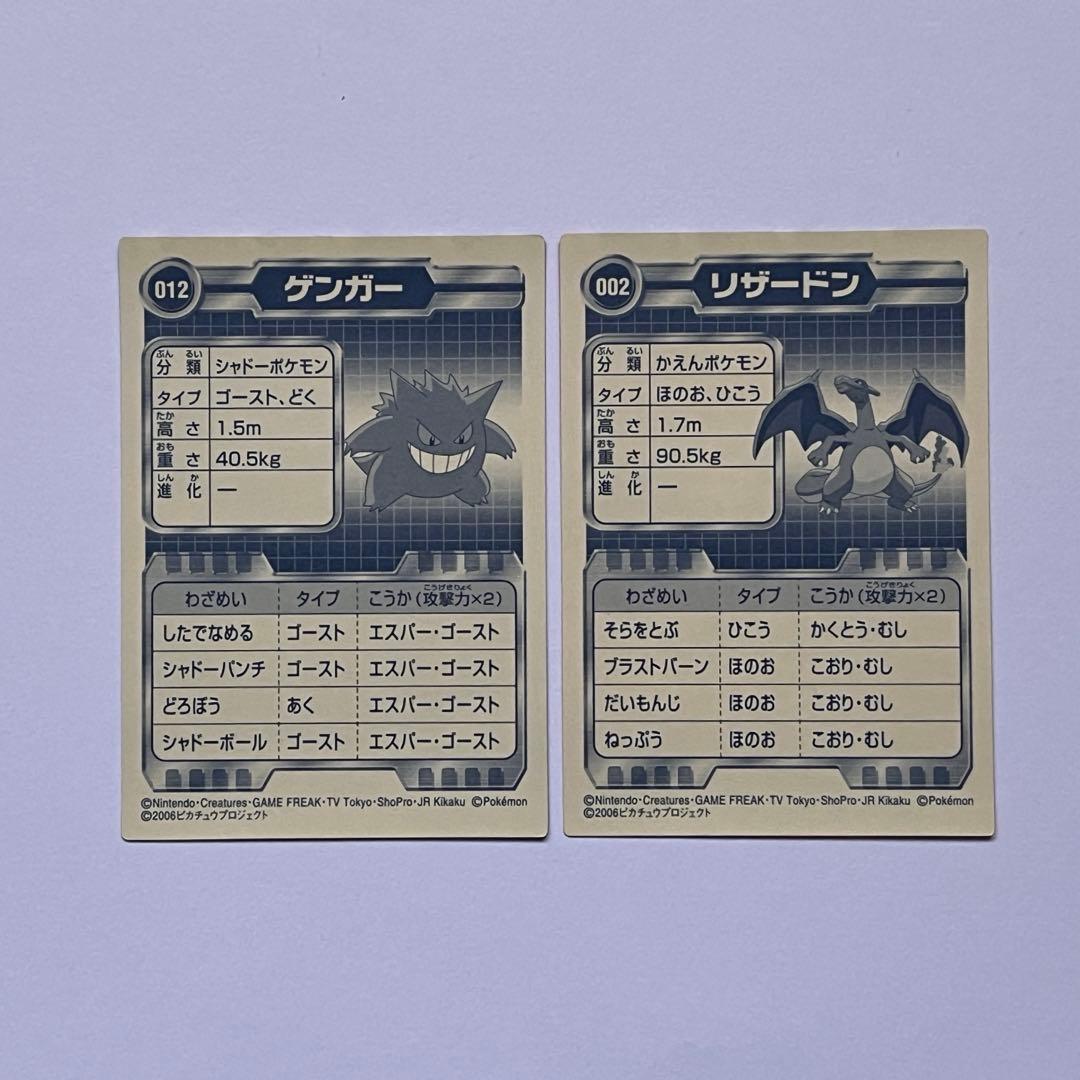 012 ゲンガー
ぶん るい
分 類 シャドーポケモン
タイプ ゴースト、どく
たか
高 さ 1.5m
おも
重 さ 40.5kg
しん か
進 化 —
こうげきりょく
わざめい タイプ こうか(攻撃力×2)
したでなめる ゴースト エスパー・ゴースト
シャドーパンチ ゴースト エスパー・ゴースト
どろぼう あく エスパー・ゴースト
シャドーボール ゴースト エスパー・ゴースト
©Nintendo・Creatures・GAME FREAK・TV Tokyo・ShoPro・JR Kikaku ©Pokémon
©2006ピカチュウプロジェクト
002 リザードン
ぶん るい
分 類 かえんポケモン
タイプ ほのお、ひこう
たか
高 さ 1.7m
おも
重 さ 90.5kg
しん か
進 化 —
こうげきりょく
わざめい タイプ こうか(攻撃力×2)
そらをとぶ ひこう かくとう・むし
ブラストバーン ほのお こおり・むし
だいもんじ ほのお こおり・むし
ねっぷう ほのお こおり・むし
©Nintendo・Creatures・GAME FREAK・TV Tokyo・ShoPro・JR Kikaku ©Pokémon
©2006ピカチュウプロジェクト